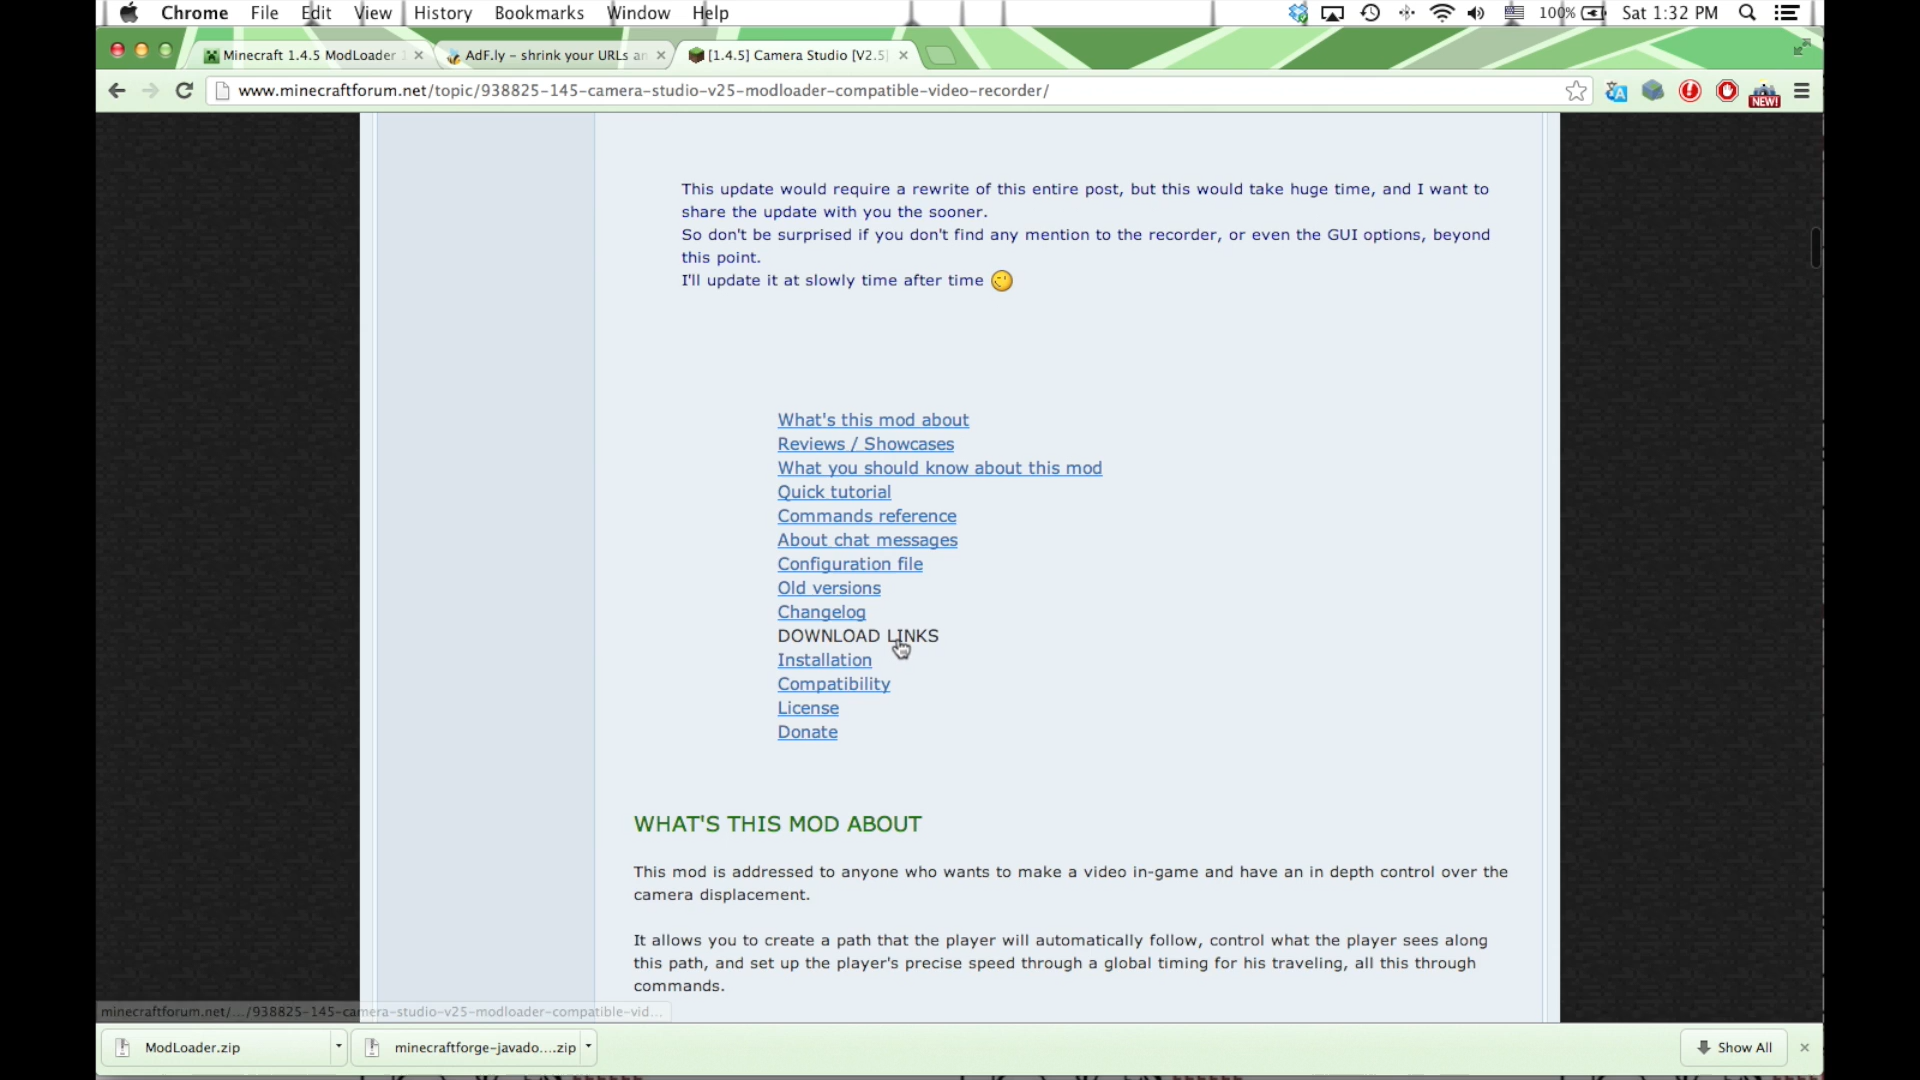 Chrome File Edit View History Bookmarks Window Help 100% Sat 1:32 PM
Minecraft 1.4.5 ModLoader AdF.ly - shrink your URLs an [1.4.5] Camera Studio [V2.5]
www.minecraftforum.net/topic/938825-145-camera-studio-v25-modloader-compatible-video-recorder/
NEW!
This update would require a rewrite of this entire post, but this would take huge time, and I want to
share the update with you the sooner.
So don't be surprised if you don't find any mention to the recorder, or even the GUI options, beyond
this point.
I'll update it at slowly time after time
What's this mod about
Reviews / Showcases
What you should know about this mod
Quick tutorial
Commands reference
About chat messages
Configuration file
Old versions
Changelog
DOWNLOAD LINKS
Installation
Compatibility
License
Donate
WHAT'S THIS MOD ABOUT
This mod is addressed to anyone who wants to make a video in-game and have an in depth control over the
camera displacement.
It allows you to create a path that the player will automatically follow, control what the player sees along
this path, and set up the player's precise speed through a global timing for his traveling, all this through
commands.
minecraftforum.net/.../938825-145-camera-studio-v25-modloader-compatible-vid...
ModLoader.zip minecraftforge-javado....zip Show All